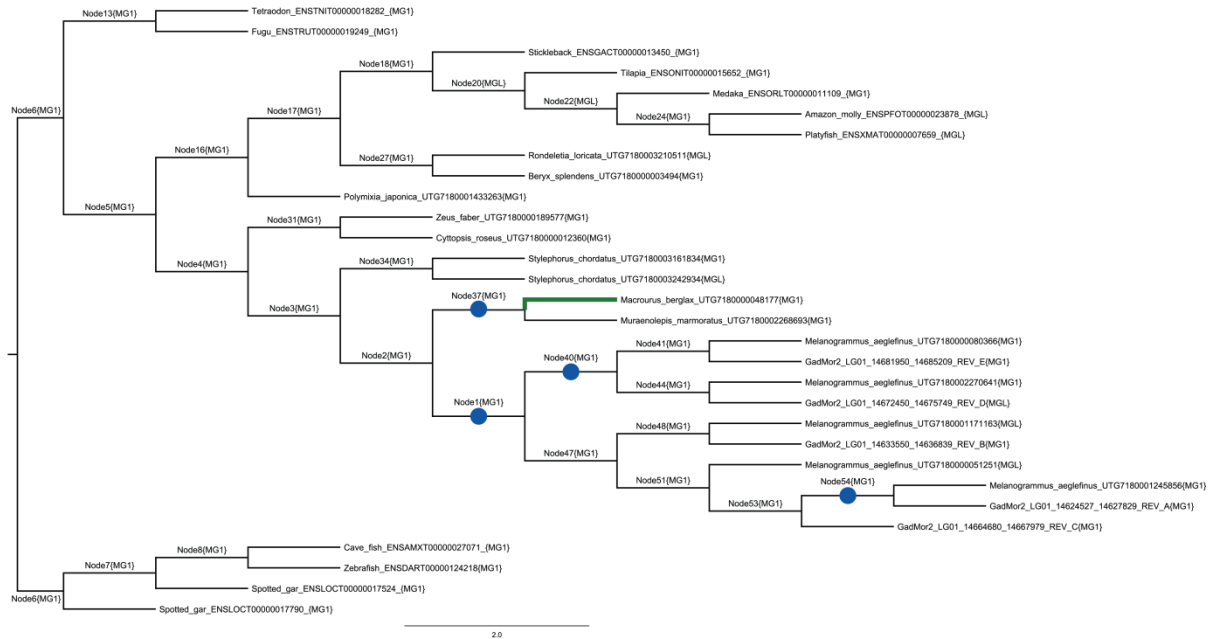 Tetraodon_ENSTNIT00000018282_{MG1}
Node13{MG1}
Fugu_ENSTRUT00000019249_{MG1}
Stickleback_ENSGACT00000013450_{MG1}
Node18{MG1}
Tilapia_ENSONIT00000015652_{MG1}
Node20{MGL}
Medaka_ENSORLT00000011109_{MG1}
Node22{MGL}
Node6{MG1}
Node17{MG1}
Amazon_molly_ENSPFOT00000023878_{MGL}
Node24{MG1}
Platyfish_ENSXMAT00000007659_{MGL}
Node16{MG1}
Rondeletia_loricata_UTG7180003210511{MGL}
Node27{MG1}
Beryx_splendens_UTG7180000003494{MG1}
Polymixia_japonica_UTG7180001433263{MG1}
Node5{MG1}
Zeus_faber_UTG7180000189577{MG1}
Node31{MG1}
Cyttopsis_roseus_UTG7180000012360{MG1}
Stylephorus_chordatus_UTG7180003161834{MG1}
Node4{MG1}
Node34{MG1}
Stylephorus_chordatus_UTG7180003242934{MGL}
Node37{MG1}
Macrourus_berglax_UTG7180000048177{MG1}
Node3{MG1}
Muraenolepis_marmoratus_UTG7180002268693{MG1}
Melanogrammus_aeglefinus_UTG7180000080366{MG1}
Node41{MG1}
Node2{MG1}
Node40{MG1}
GadMor2_LG01_14681950_14685209_REV_E{MG1}
Melanogrammus_aeglefinus_UTG7180002270641{MG1}
Node44{MG1}
GadMor2_LG01_14672450_14675749_REV_D{MGL}
Node1{MG1}
Melanogrammus_aeglefinus_UTG7180001171163{MGL}
Node48{MG1}
GadMor2_LG01_14633550_14636839_REV_B{MG1}
Node47{MG1}
Melanogrammus_aeglefinus_UTG7180000051251{MGL}
Node51{MG1}
Node54{MG1}
Melanogrammus_aeglefinus_UTG7180001245856{MG1}
Node53{MG1}
GadMor2_LG01_14624527_14627829_REV_A{MG1}
GadMor2_LG01_14664680_14667979_REV_C{MG1}
Cave_fish_ENSAMXT00000027071_{MG1}
Node8{MG1}
Node7{MG1}
Zebrafish_ENSDART00000124218{MG1}
Spotted_gar_ENSLOCT00000017524_{MG1}
Node6{MG1}
Spotted_gar_ENSLOCT00000017790_{MG1}
2.0